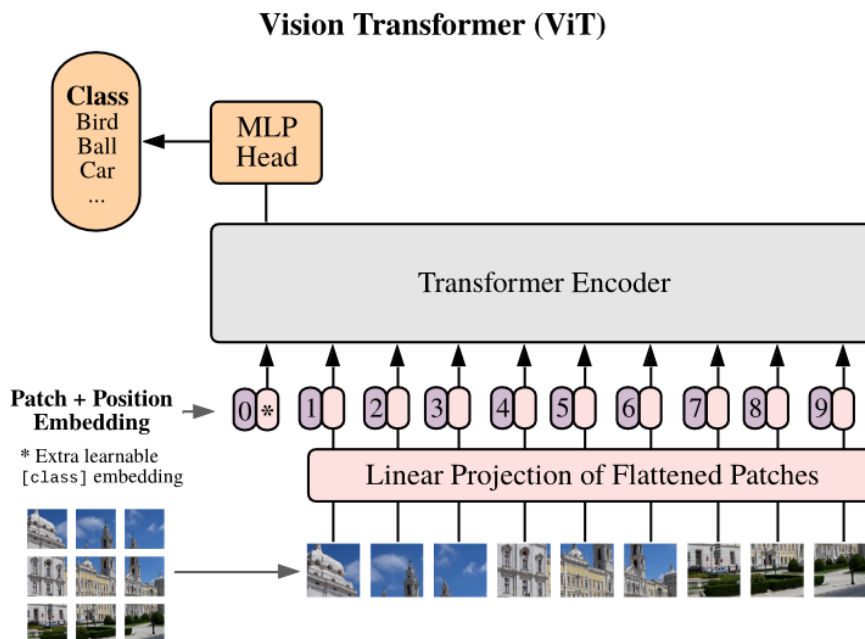 Vision Transformer (ViT)
Class
Bird
Ball
Car
...
MLP
Head
Transformer Encoder
Patch + Position
Embedding
0 * 1 2 3 4 5 6 7 8 9
* Extra learnable
[class] embedding
Linear Projection of Flattened Patches